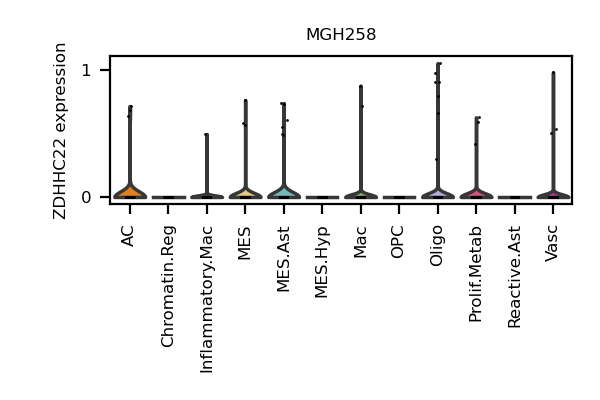 MGH258
ZDHHC22 expression
1
0
AC
Chromatin.Reg
Inflammatory.Mac
MES
MES.Ast
MES.Hyp
Mac
OPC
Oligo
Prolif.Metab
Reactive.Ast
Vasc